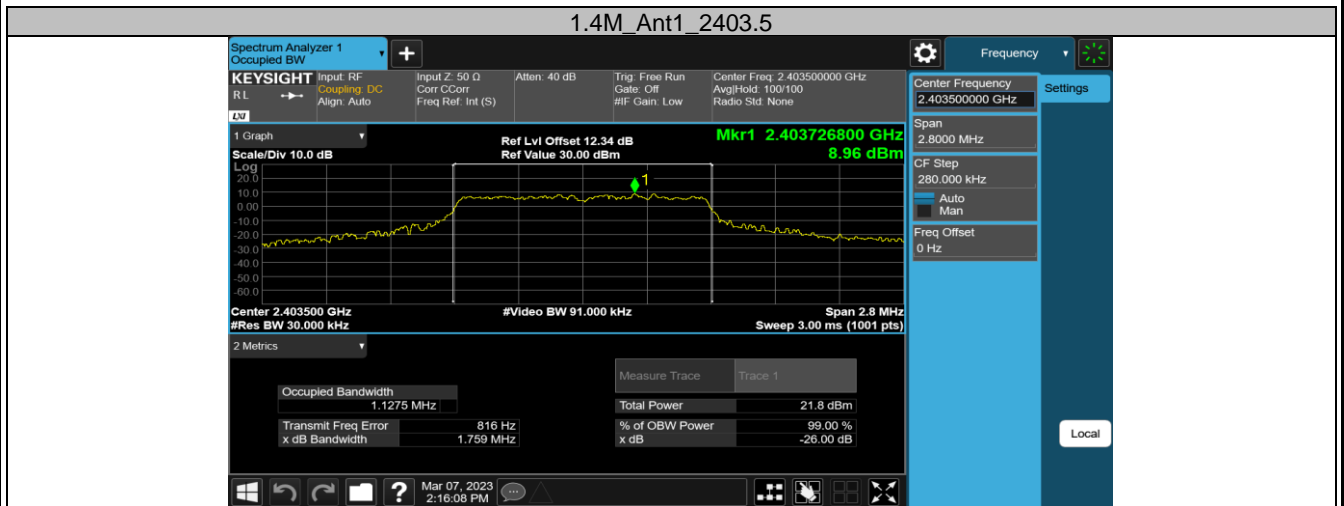 1.4M_Ant1_2403.5
Spectrum Analyzer 1
Occupied BW
+
Frequency
KEYSIGHT
R L
LXI
Input: RF
Coupling: DC
Align: Auto
Input Z: 50 Ω
Corr CCorr
Freq Ref: Int (S)
Atten: 40 dB
Trig: Free Run
Gate: Off
#IF Gain: Low
Center Freq: 2.403500000 GHz
Avg|Hold: 100/100
Radio Std: None
Center Frequency
2.403500000 GHz
Settings
Span
2.8000 MHz
CF Step
280.000 kHz
Auto
Man
Freq Offset
0 Hz
1 Graph
Scale/Div 10.0 dB
Ref Lvl Offset 12.34 dB
Ref Value 30.00 dBm
Mkr1 2.403726800 GHz
8.96 dBm
Log
20.0
10.0
0.00
-10.0
-20.0
-30.0
-40.0
-50.0
-60.0
1
Center 2.403500 GHz
#Res BW 30.000 kHz
#Video BW 91.000 kHz
Span 2.8 MHz
Sweep 3.00 ms (1001 pts)
2 Metrics
Measure Trace Trace 1
Occupied Bandwidth
1.1275 MHz
Total Power 21.8 dBm
Transmit Freq Error 816 Hz
% of OBW Power 99.00 %
x dB Bandwidth 1.759 MHz
x dB -26.00 dB
Local
?
Mar 07, 2023
2:16:08 PM